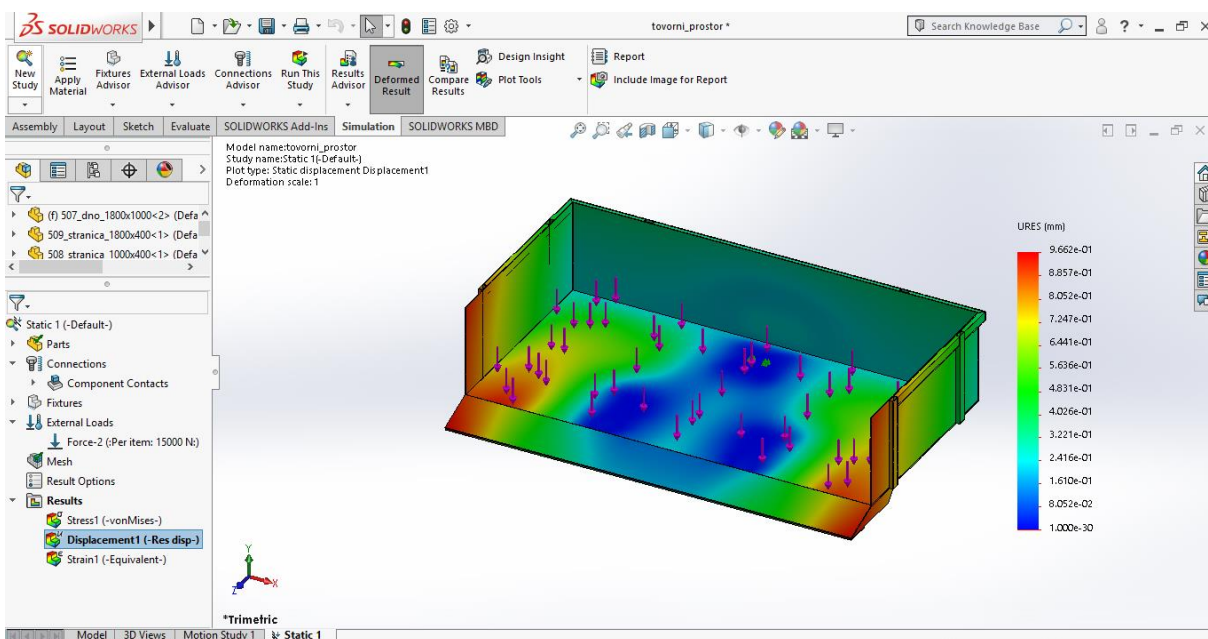 SOLIDWORKS
tovorni_prostor *
Search Knowledge Base
?
New Study
Apply Material
Fixtures Advisor
External Loads Advisor
Connections Advisor
Run This Study
Results Advisor
Deformed Result
Compare Results
Design Insight
Plot Tools
Report
Include Image for Report
Assembly
Layout
Sketch
Evaluate
SOLIDWORKS Add-Ins
Simulation
SOLIDWORKS MBD
Model name:tovorni_prostor
Study name:Static 1(-Default-)
Plot type: Static displacement Displacement1
Deformation scale: 1
(f) 507_dno_1800x1000<2> (Defa
509_stranica_1800x400<1> (Defa
508 stranica 1000x400<1> (Defa
Static 1 (-Default-)
Parts
Connections
Component Contacts
Fixtures
External Loads
Force-2 (:Per item: 15000 N:)
Mesh
Result Options
Results
Stress1 (-vonMises-)
Displacement1 (-Res disp-)
Strain1 (-Equivalent-)
URES (mm)
9.662e-01
8.857e-01
8.052e-01
7.247e-01
6.441e-01
5.636e-01
4.831e-01
4.026e-01
3.221e-01
2.416e-01
1.610e-01
8.052e-02
1.000e-30
Y
X
Z
*Trimetric
Model
3D Views
Motion Study 1
Static 1